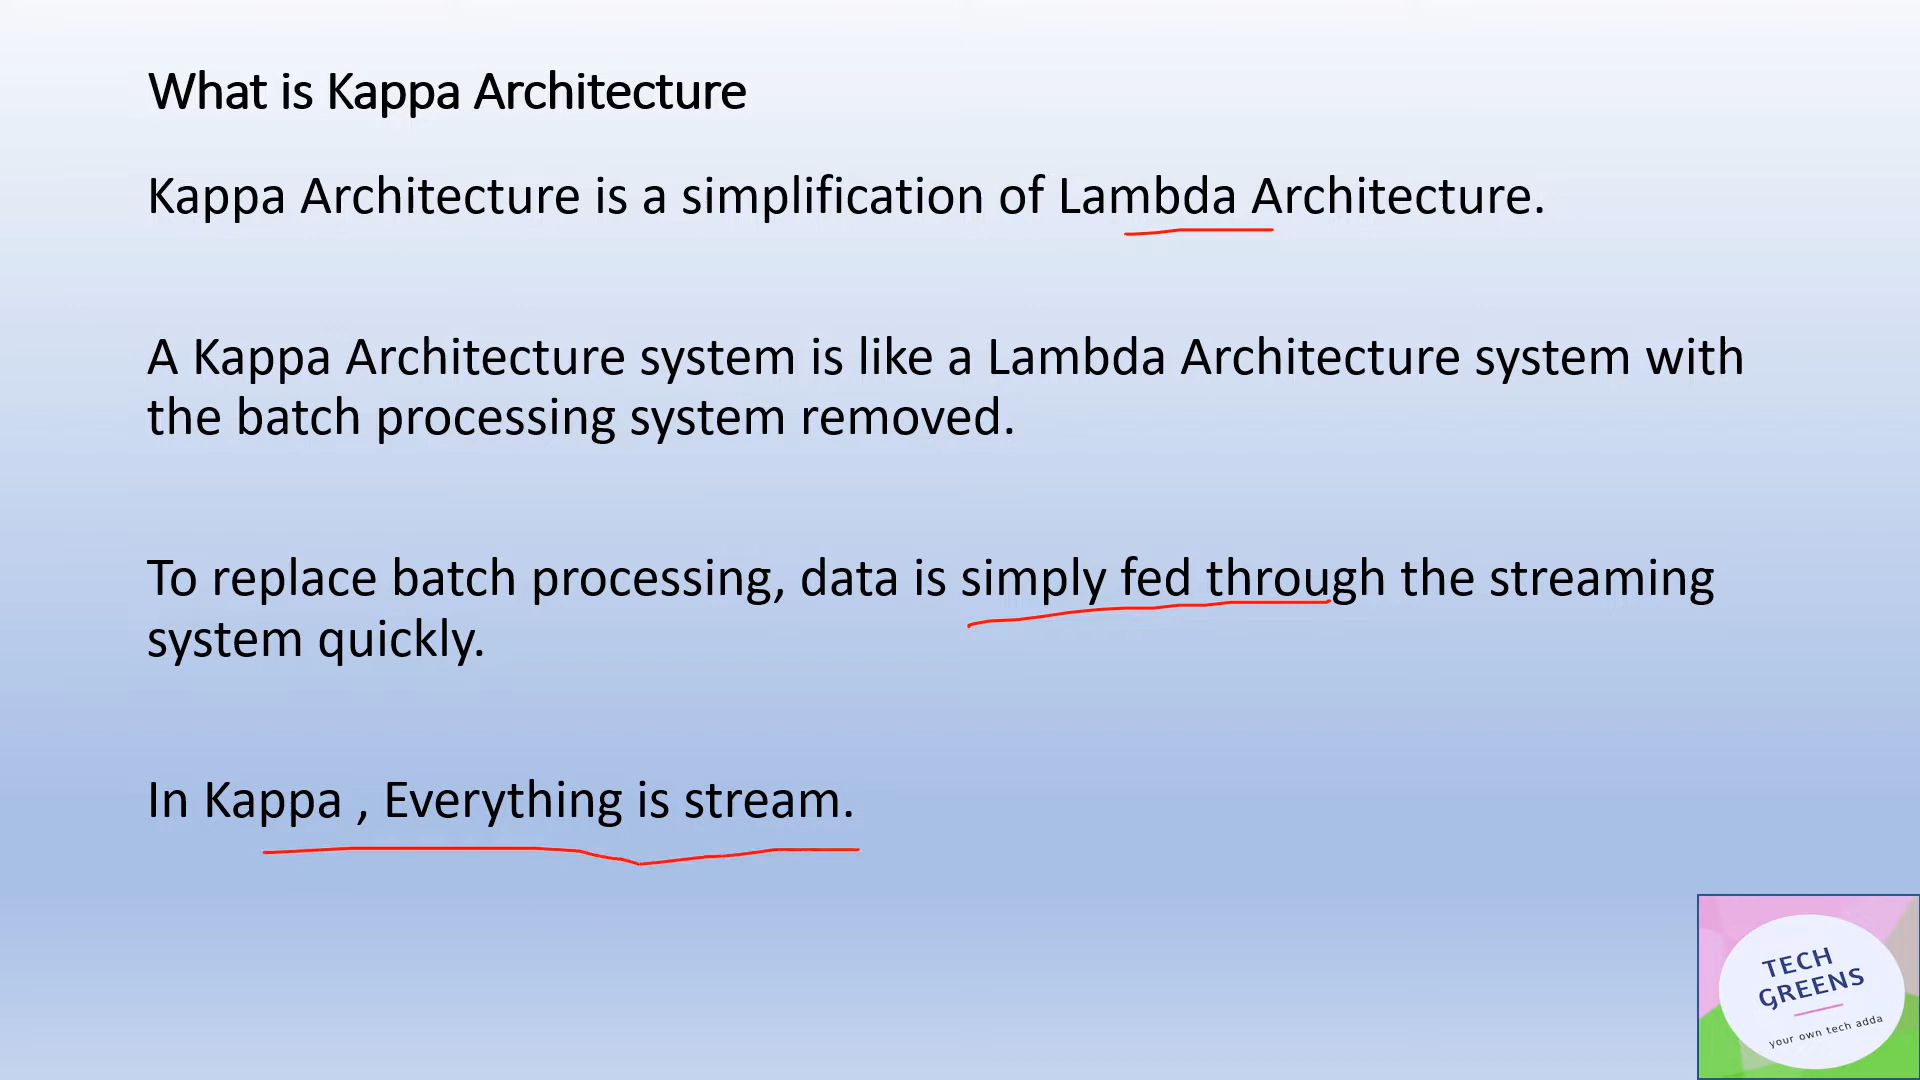 What is Kappa Architecture
Kappa Architecture is a simplification of Lambda Architecture.
A Kappa Architecture system is like a Lambda Architecture system with
the batch processing system removed.
To replace batch processing, data is simply fed through the streaming
system quickly.
In Kappa , Everything is stream.
TECH
GREENS
your own tech adda